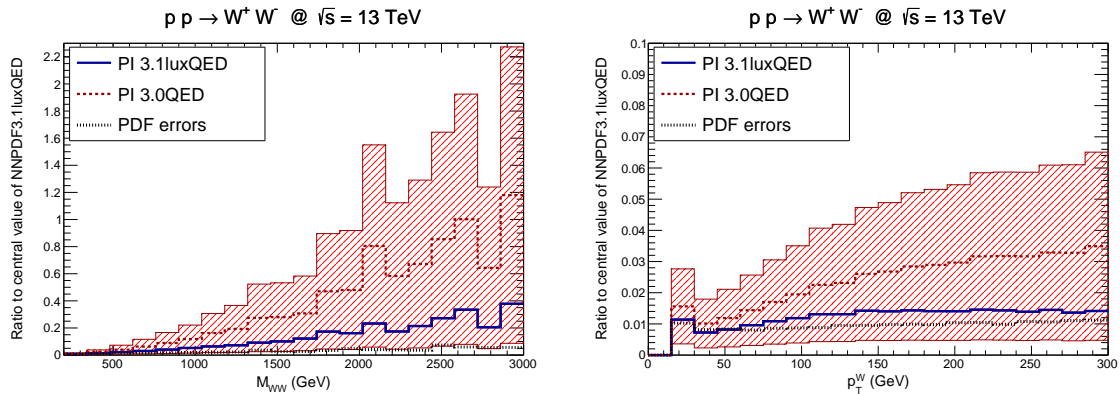 p p → W⁺ W⁻ @ √s = 13 TeV
Ratio to central value of NNPDF3.1luxQED
2.2
2
1.8
1.6
1.4
1.2
1
0.8
0.6
0.4
0.2
0
PI 3.1luxQED
PI 3.0QED
PDF errors
500 1000 1500 2000 2500 3000
M_WW (GeV)
p p → W⁺ W⁻ @ √s = 13 TeV
Ratio to central value of NNPDF3.1luxQED
0.1
0.09
0.08
0.07
0.06
0.05
0.04
0.03
0.02
0.01
0
PI 3.1luxQED
PI 3.0QED
PDF errors
0 50 100 150 200 250 300
p_T^W (GeV)